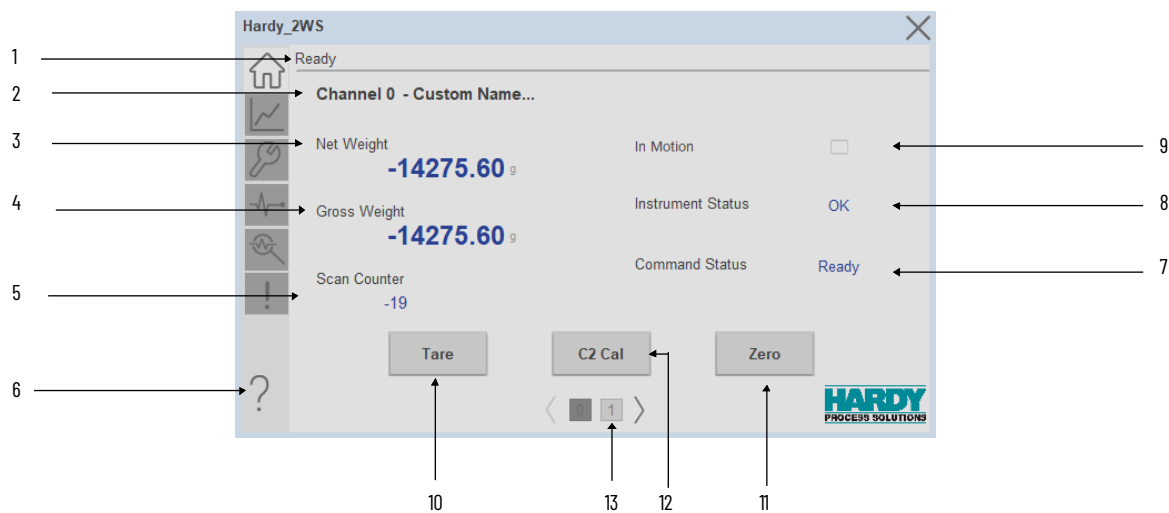 Hardy_2WS
1 Ready
2 Channel 0 - Custom Name...
3 Net Weight In Motion 9
-14275.60 g
4 Gross Weight Instrument Status OK 8
-14275.60 g
Command Status Ready 7
5 Scan Counter
-19
Tare C2 Cal Zero
6 ? 0 1 HARDY
PROCESS SOLUTIONS
10 13 12 11